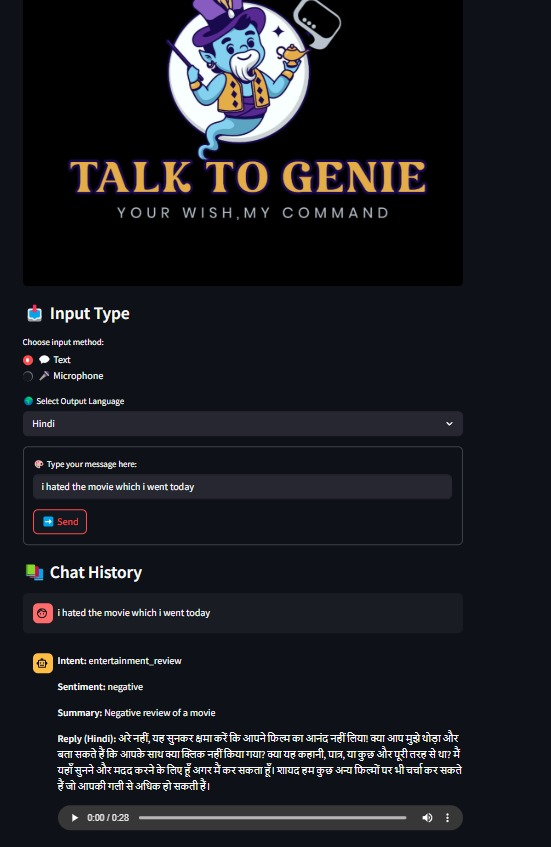 TALK TO GENIE
YOUR WISH,MY COMMAND
Input Type
Choose input method:
Text
Microphone
Select Output Language
Hindi
Type your message here:
i hated the movie which i went today
Send
Chat History
i hated the movie which i went today
Intent: entertainment_review
Sentiment: negative
Summary: Negative review of a movie
Reply (Hindi): अरे नहीं, यह सुनकर क्षमा करें कि आपने फिल्म का आनंद नहीं लिया! क्या आप मुझे थोड़ा और
बता सकते हैं कि आपके साथ क्या क्लिक नहीं किया गया? क्या यह कहानी, पात्र, या कुछ और पूरी तरह से था? मैं
यहाँ सुनने और मदद करने के लिए हूँ अगर मैं कर सकता हूँ। शायद हम कुछ अन्य फिल्मों पर भी चर्चा कर सकते
हैं जो आपकी गली से अधिक हो सकती हैं।
0:00 / 0:28